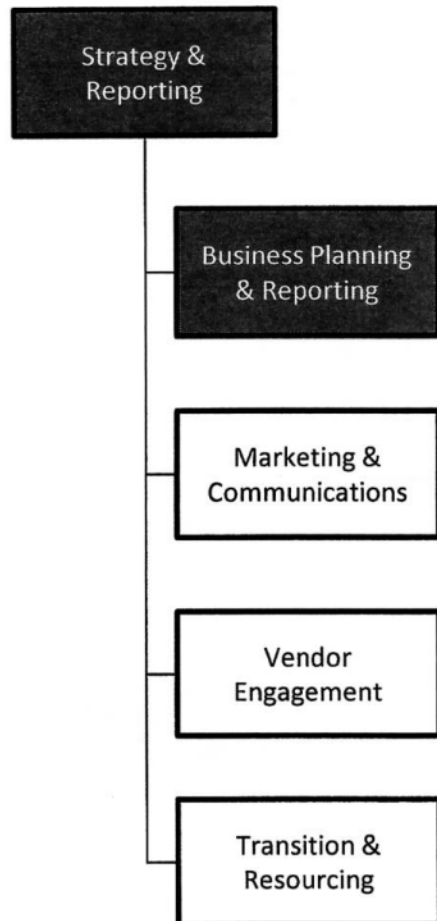 Strategy &
Reporting
Business Planning
& Reporting
Marketing &
Communications
Vendor
Engagement
Transition &
Resourcing